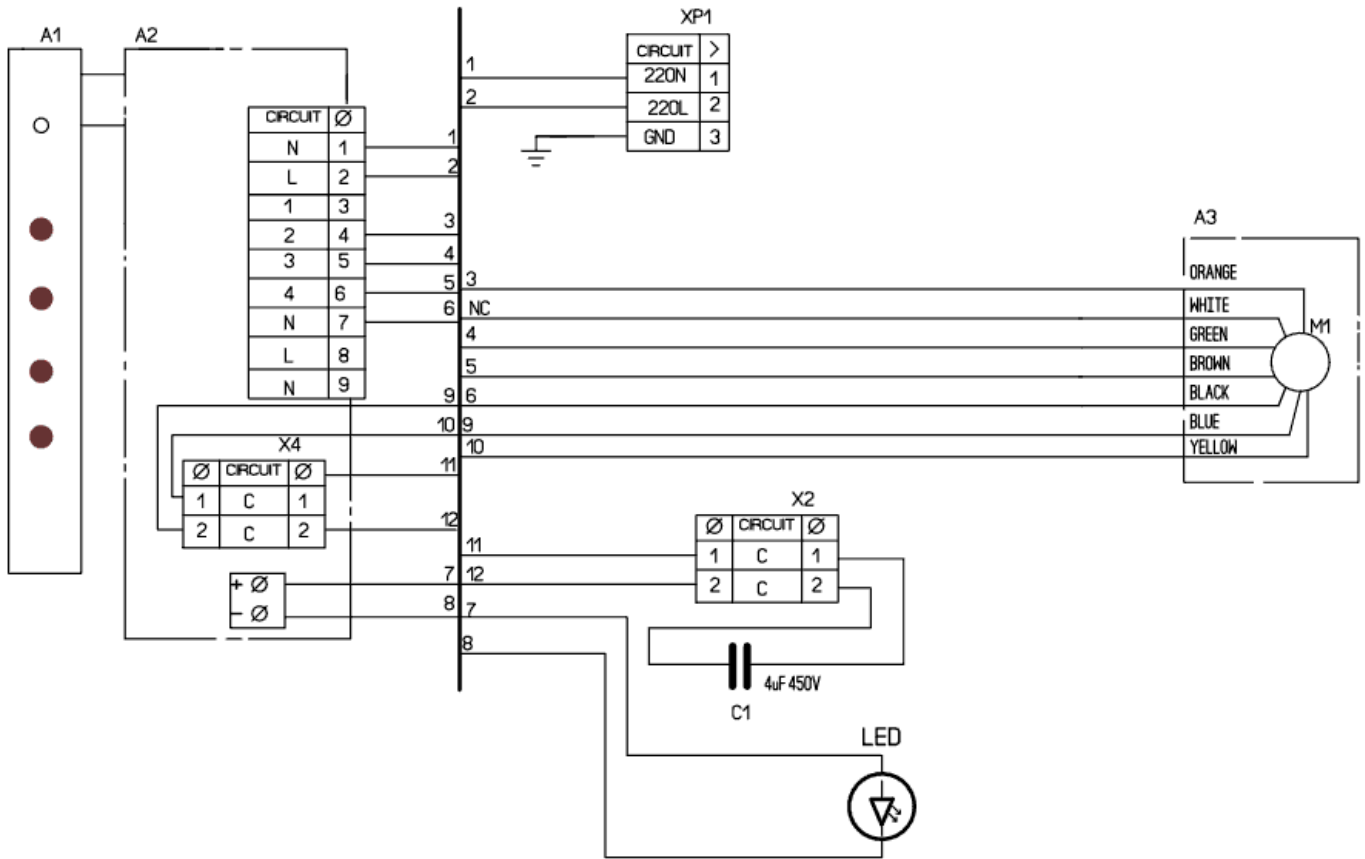 A1
A2
CIRCUIT Ø
N 1
L 2
1 3
2 4
3 5
4 6
N 7
L 8
N 9
1
2
3
4
5
6
9
10
11
12
7
8
1
2
3
NC
4
5
6
9
10
11
12
7
8
XP1
CIRCUIT >
220N 1
220L 2
GND 3
A3
ORANGE
WHITE
GREEN
BROWN
BLACK
BLUE
YELLOW
M1
X4
Ø CIRCUIT Ø
1 C 1
2 C 2
+ Ø
- Ø
X2
Ø CIRCUIT Ø
1 C 1
2 C 2
4uF 450V
C1
LED